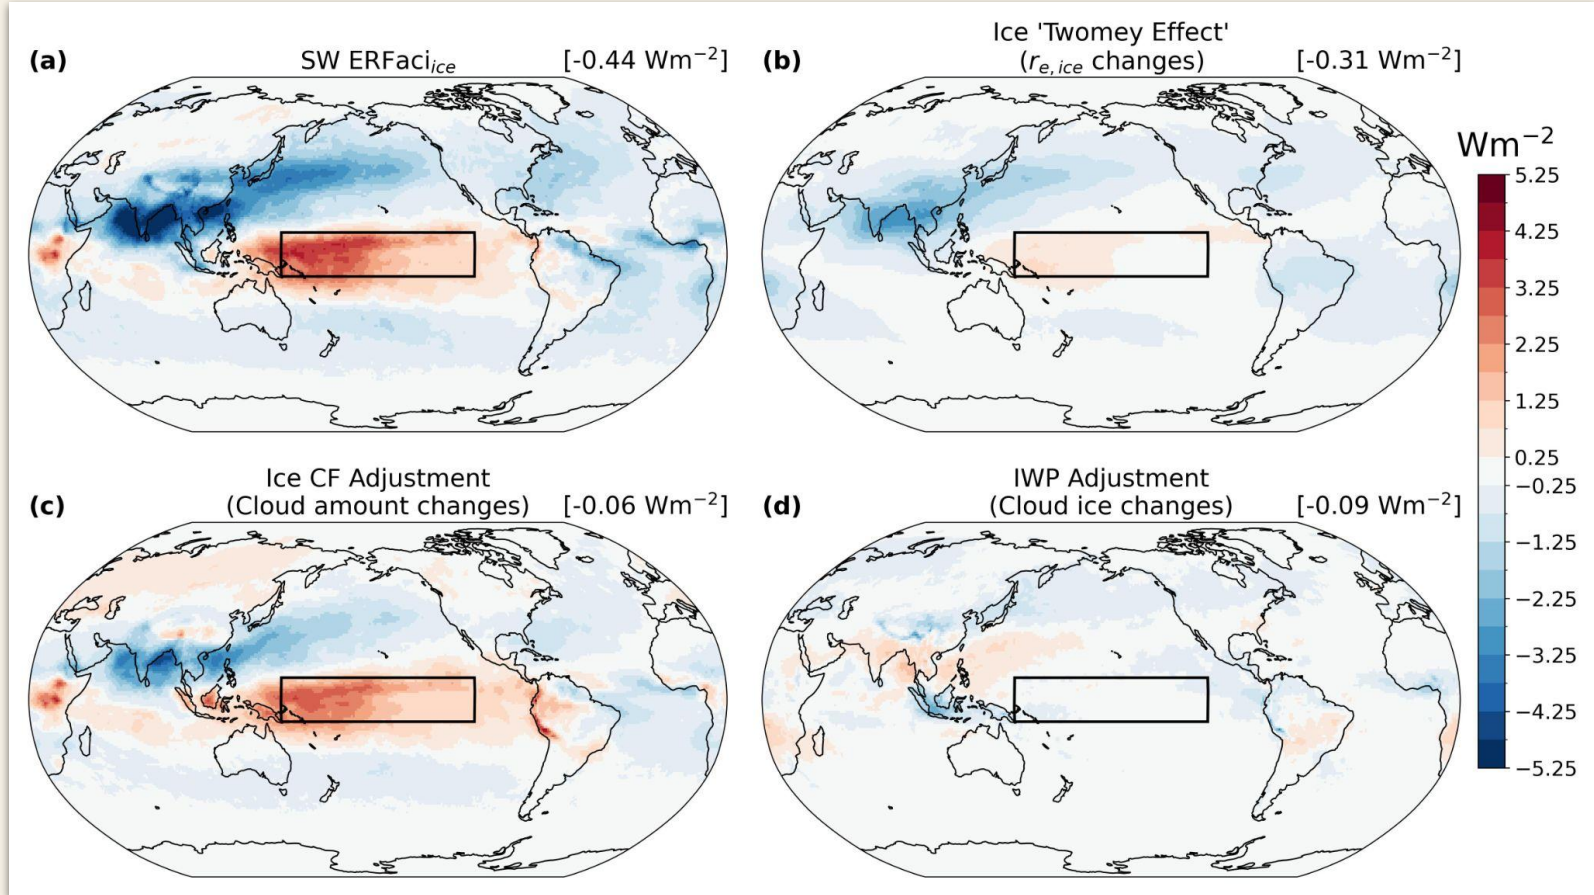 (a) SW ERFaci_ice [-0.44 Wm⁻²]
(b) Ice 'Twomey Effect'
(r_e,ice changes) [-0.31 Wm⁻²]
Wm⁻²
5.25
4.25
3.25
2.25
1.25
0.25
−0.25
−1.25
−2.25
−3.25
−4.25
−5.25
(c) Ice CF Adjustment
(Cloud amount changes) [-0.06 Wm⁻²]
(d) IWP Adjustment
(Cloud ice changes) [-0.09 Wm⁻²]